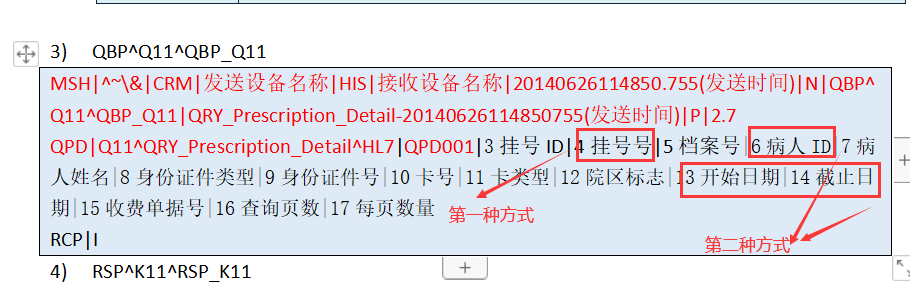 3) QBP^Q11^QBP_Q11
MSH|^~\&|CRM|发送设备名称|HIS|接收设备名称|20140626114850.755(发送时间)|N|QBP^
Q11^QBP_Q11|QRY_Prescription_Detail-20140626114850755(发送时间)|P|2.7
QPD|Q11^QRY_Prescription_Detail^HL7|QPD001|3 挂号 ID|4 挂号号|5 档案号|6 病人 ID|7 病
人姓名|8 身份证件类型|9 身份证件号|10 卡号|11 卡类型|12 院区标志|13 开始日期|14 截止日
期|15 收费单据号|16 查询页数|17 每页数量
第一种方式
RCP|I
第二种方式
4) RSP^K11^RSP_K11